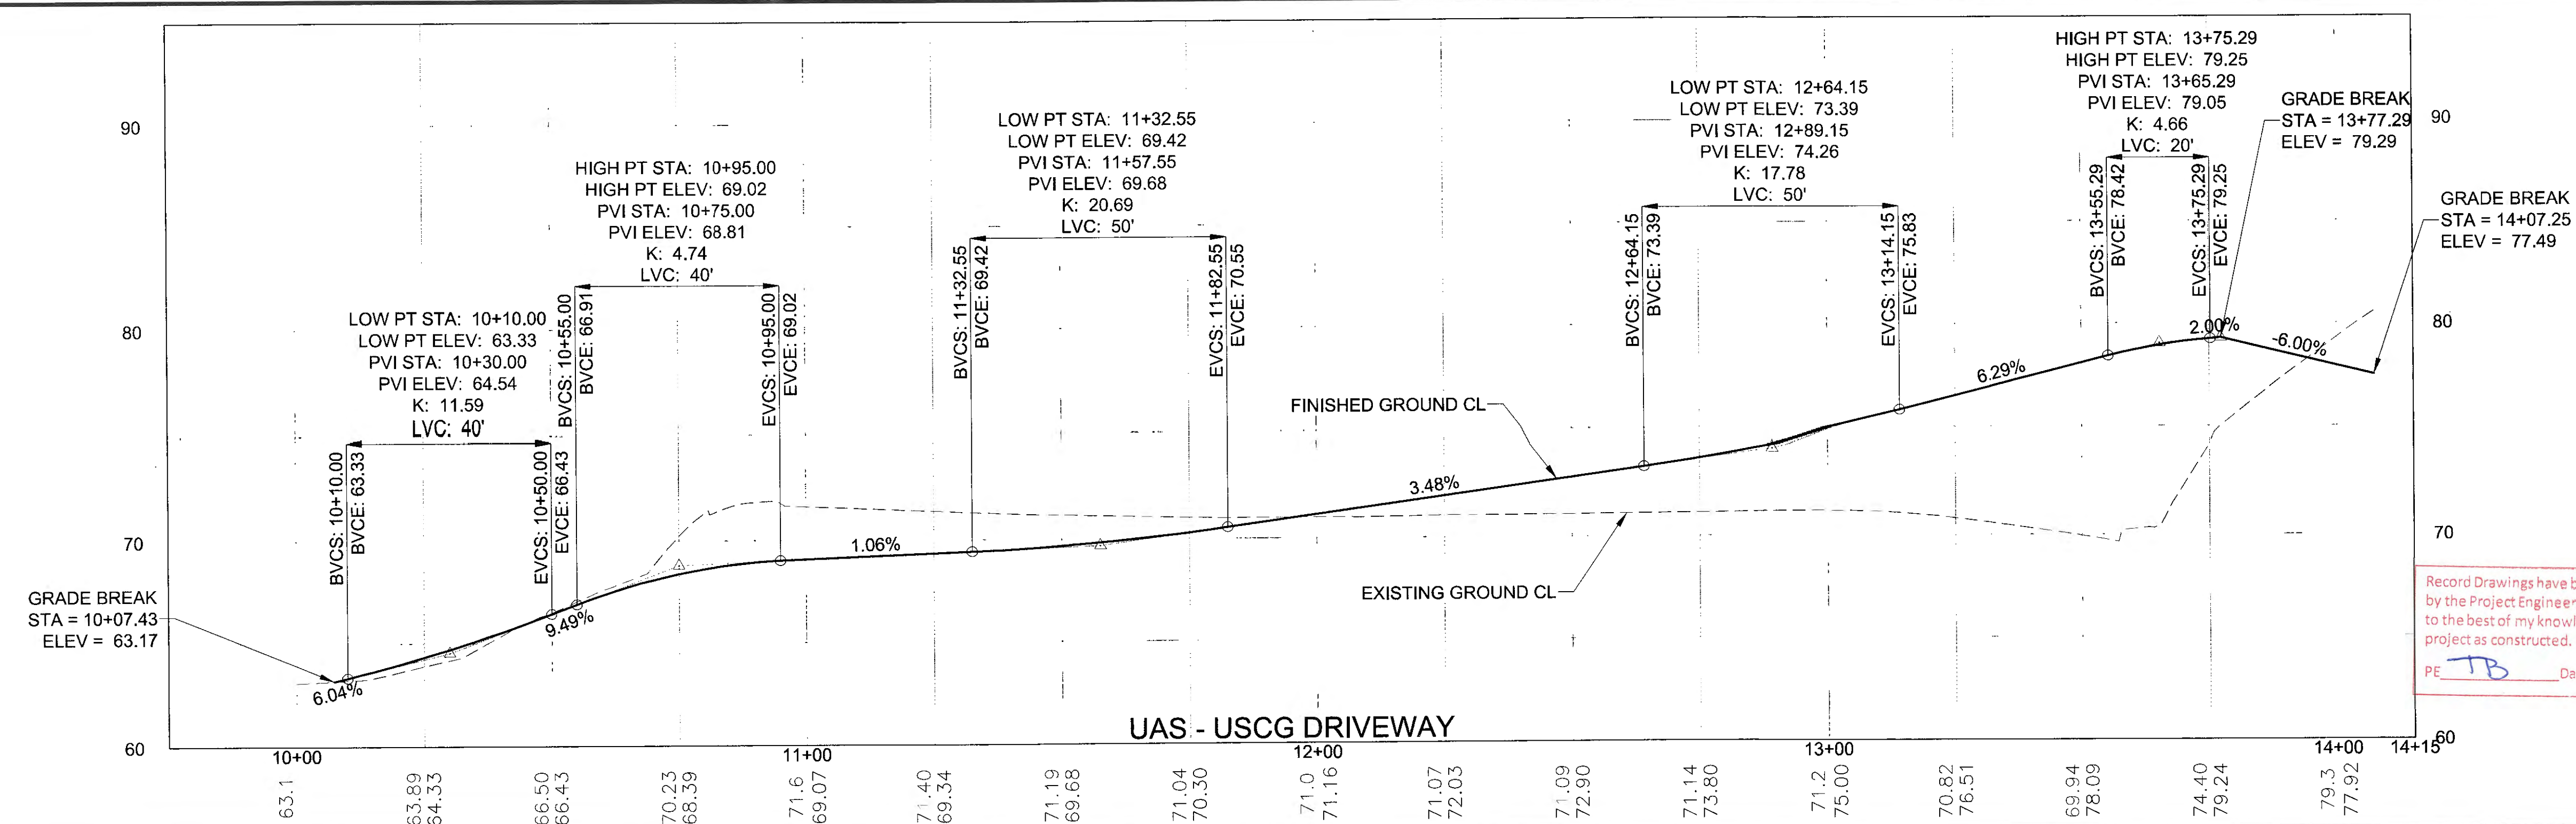 90
80
70
60
GRADE BREAK
STA = 10+07.43
ELEV = 63.17
6.04%
LOW PT STA: 10+10.00
LOW PT ELEV: 63.33
PVI STA: 10+30.00
PVI ELEV: 64.54
K: 11.59
LVC: 40'
BVCS: 10+10.00
BVCE: 63.33
EVCS: 10+50.00
EVCE: 66.43
9.49%
HIGH PT STA: 10+95.00
HIGH PT ELEV: 69.02
PVI STA: 10+75.00
PVI ELEV: 68.81
K: 4.74
LVC: 40'
BVCS: 10+55.00
BVCE: 66.91
EVCS: 10+95.00
EVCE: 69.02
1.06%
LOW PT STA: 11+32.55
LOW PT ELEV: 69.42
PVI STA: 11+57.55
PVI ELEV: 69.68
K: 20.69
LVC: 50'
BVCS: 11+32.55
BVCE: 69.42
EVCS: 11+82.55
EVCE: 70.55
3.48%
FINISHED GROUND CL
EXISTING GROUND CL
LOW PT STA: 12+64.15
LOW PT ELEV: 73.39
PVI STA: 12+89.15
PVI ELEV: 74.26
K: 17.78
LVC: 50'
BVCS: 12+64.15
BVCE: 73.39
EVCS: 13+14.15
EVCE: 75.83
6.29%
HIGH PT STA: 13+75.29
HIGH PT ELEV: 79.25
PVI STA: 13+65.29
PVI ELEV: 79.05
K: 4.66
LVC: 20'
BVCS: 13+55.29
BVCE: 78.42
EVCS: 13+75.29
EVCE: 79.25
2.00%
-6.00%
GRADE BREAK
STA = 13+77.29
ELEV = 79.29
GRADE BREAK
STA = 14+07.25
ELEV = 77.49
90
80
70
60
Record Drawings have b
by the Project Engineer
to the best of my knowl
project as constructed.
PE TB Da
UAS - USCG DRIVEWAY
10+00
11+00
12+00
13+00
14+00
14+15
63.1
63.89
64.33
66.50
66.43
70.23
68.39
71.6
69.07
71.40
69.34
71.19
69.68
71.04
70.30
71.0
71.16
71.07
72.03
71.09
72.90
71.14
73.80
71.2
75.00
70.82
76.51
69.94
78.09
74.40
79.24
79.3
77.92